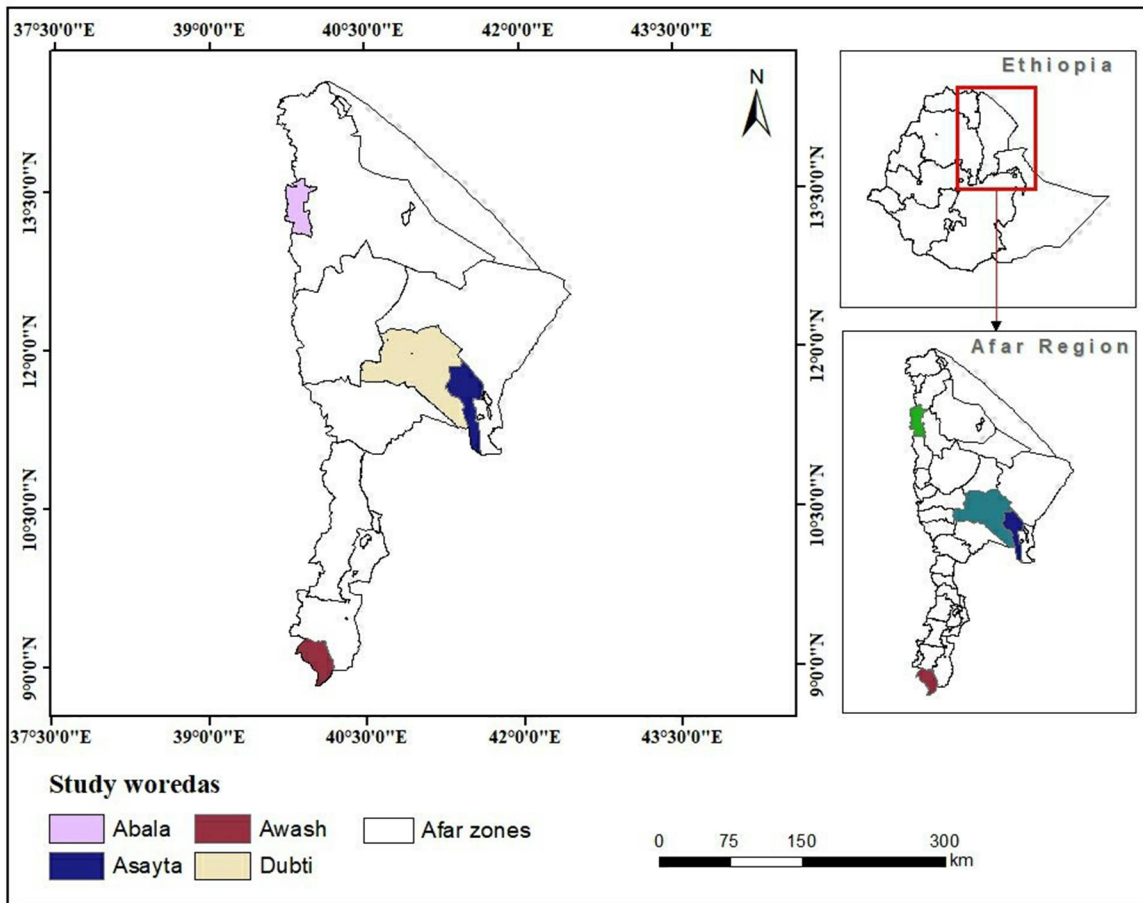 37°30'0"E 39°0'0"E 40°30'0"E 42°0'0"E 43°30'0"E
N
Ethiopia
13°30'0"N
13°30'0"N
12°0'0"N
12°0'0"N
Afar Region
10°30'0"N
10°30'0"N
9°0'0"N
9°0'0"N
37°30'0"E 39°0'0"E 40°30'0"E 42°0'0"E 43°30'0"E
Study woredas
Abala Awash Afar zones
Asayta Dubti
0 75 150 300
km